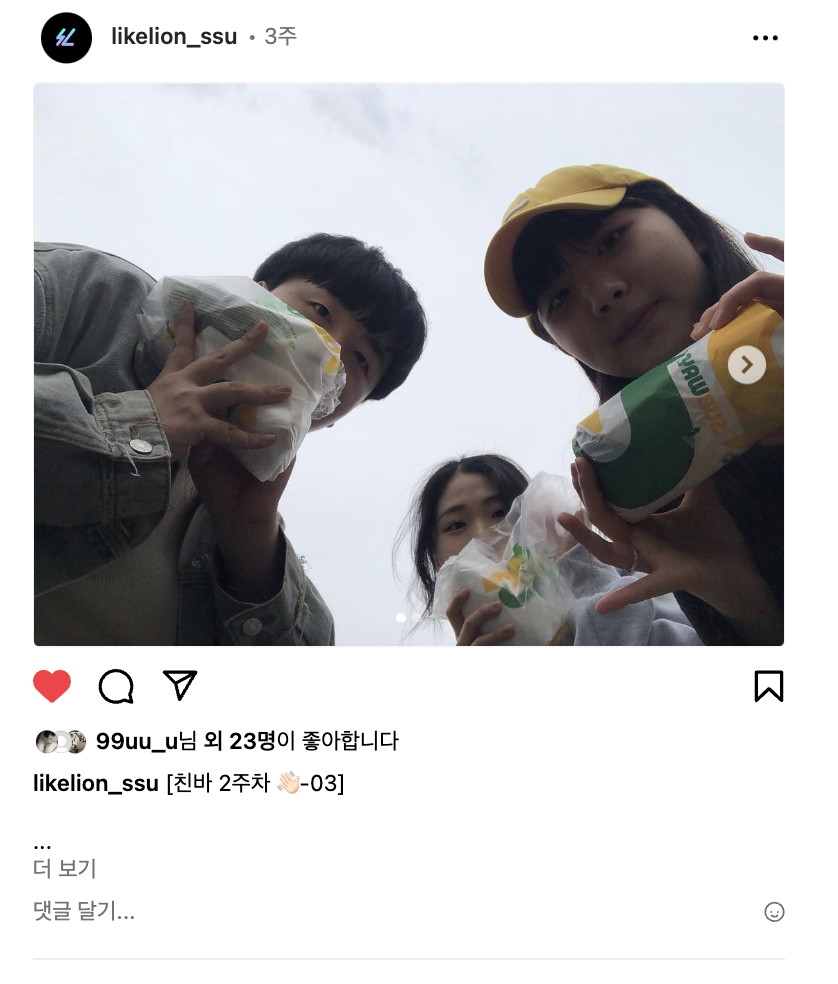 likelion_ssu • 3주
SUBWAY
99uu_u님 외 23명이 좋아합니다
likelion_ssu [친바 2주차 👋🏻-03]
...
더 보기
댓글 달기...